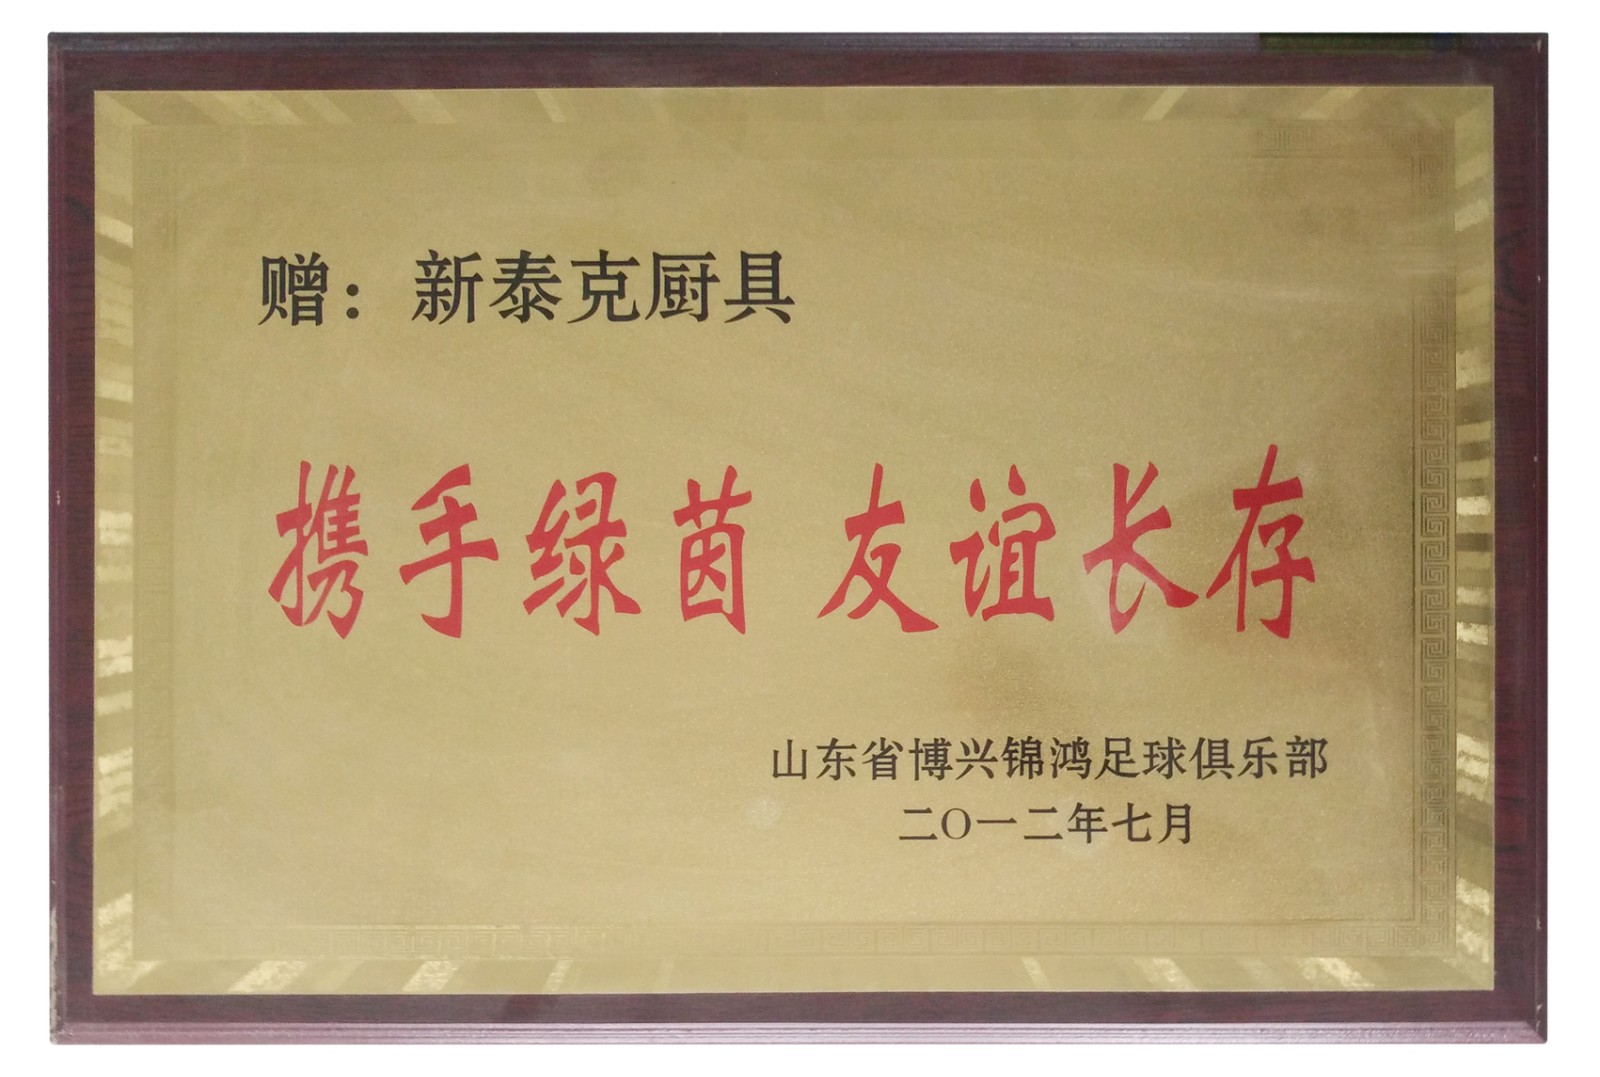 赠：新泰克厨具
携手绿茵 友谊长存
山东省博兴锦鸿足球俱乐部
二〇一二年七月